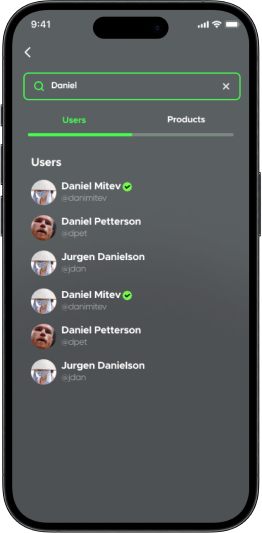 9:41
Daniel
Users Products
Users
Daniel Mitev
@danimitev
Daniel Petterson
@dpet
Jurgen Danielson
@jdan
Daniel Mitev
@danimitev
Daniel Petterson
@dpet
Jurgen Danielson
@jdan